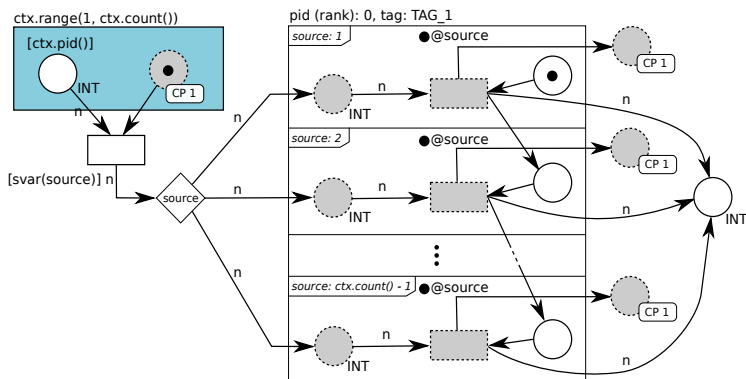 ctx.range(1, ctx.count())
[ctx.pid()]
INT
n
CP 1
[svar(source)] n
source
n
n
n
pid (rank): 0, tag: TAG_1
source: 1
@source
n
INT
CP 1
n
source: 2
@source
n
INT
CP 1
n
INT
source: ctx.count() - 1
@source
n
INT
CP 1
n